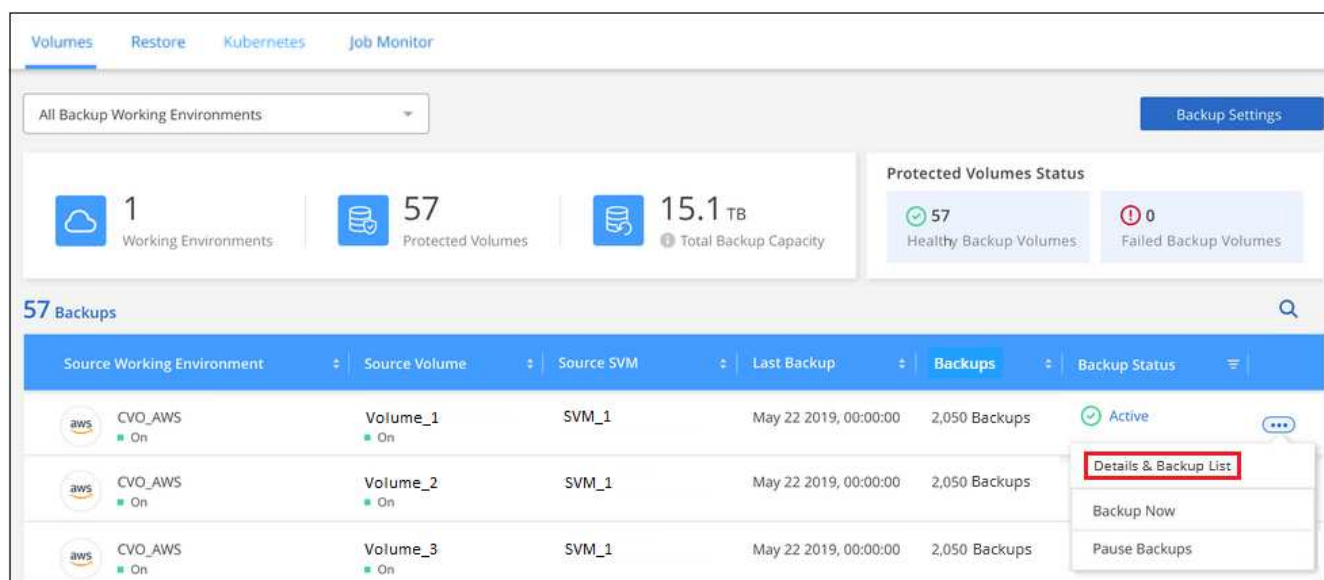 Volumes Restore Kubernetes Job Monitor
All Backup Working Environments
Backup Settings
1
Working Environments
57
Protected Volumes
15.1 TB
Total Backup Capacity
Protected Volumes Status
57
Healthy Backup Volumes
0
Failed Backup Volumes
57 Backups
Source Working Environment Source Volume Source SVM Last Backup Backups Backup Status
aws CVO_AWS Volume_1 SVM_1 May 22 2019, 00:00:00 2,050 Backups Active
On On
Details & Backup List
aws CVO_AWS Volume_2 SVM_1 May 22 2019, 00:00:00 2,050 Backups
On On
Backup Now
aws CVO_AWS Volume_3 SVM_1 May 22 2019, 00:00:00 2,050 Backups
On On
Pause Backups